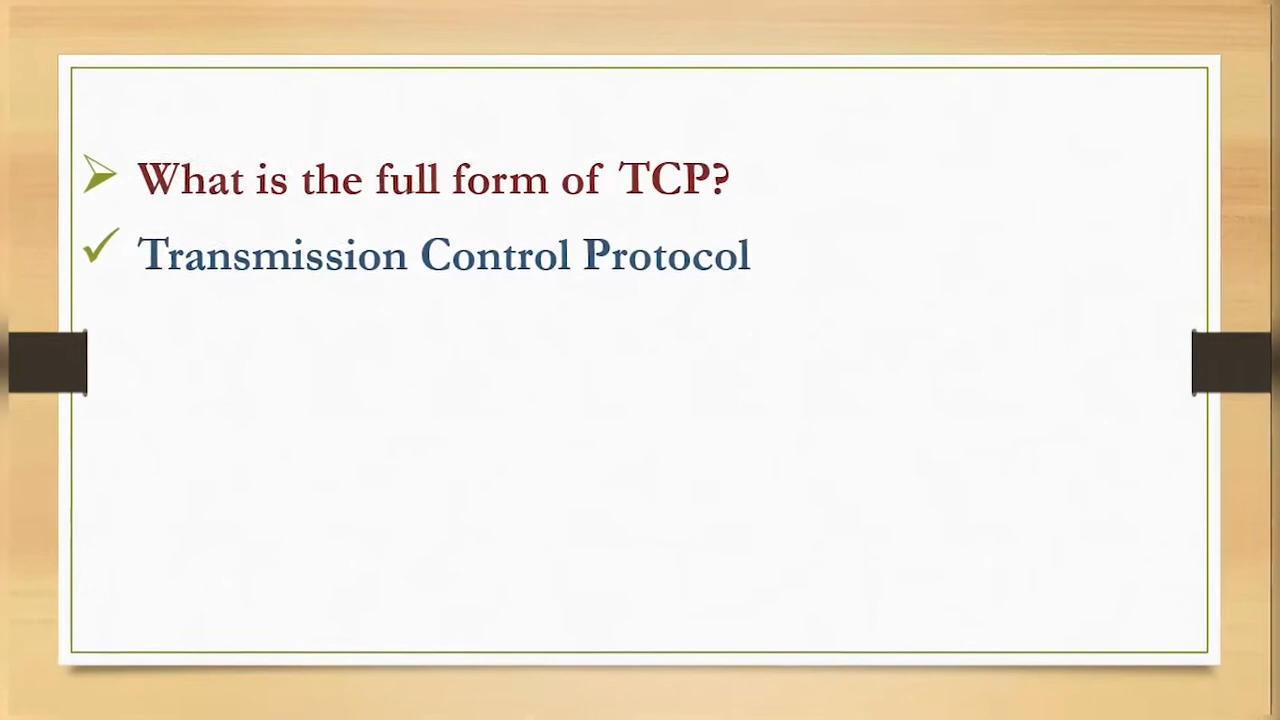 What is the full form of TCP?
Transmission Control Protocol